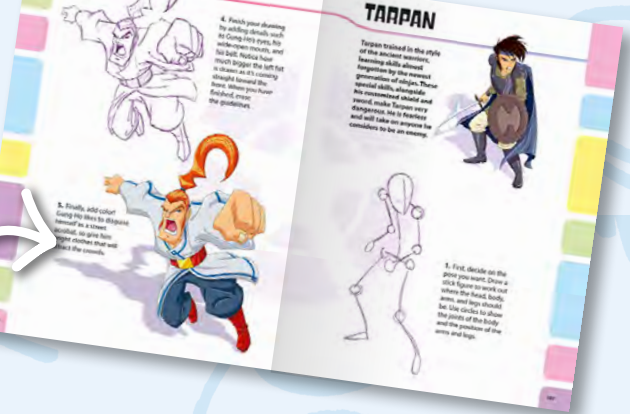 4. Finish your drawing
by adding details such
as Gung-Ho's eyes, his
wide-open mouth, and
his belt. Notice how
much bigger the left fist
is drawn as it's coming
straight toward the
front. When you have
finished, erase
the guidelines.
5. Finally, add color!
Gung-Ho likes to disguise
himself as a street
acrobat, so give him
bright clothes that will
attract the crowds.
TARPAN
Tarpan trained in the style
of the ancient warriors,
learning skills almost
forgotten by the newest
generation of ninjas. These
special skills, alongside
his customized shield and
sword, make Tarpan very
dangerous. He is fearless
and will take on anyone he
considers to be an enemy.
1. First, decide on the
pose you want. Draw a
stick figure to work out
where the head, body,
arms, and legs should
be. Use circles to show
the joints of the body
and the position of the
arms and legs.